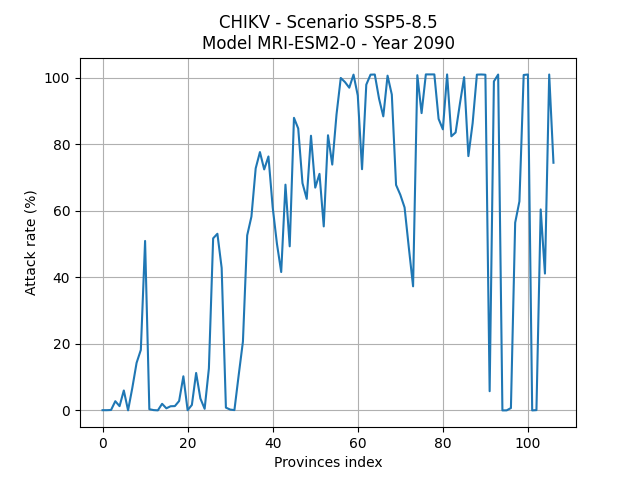 CHIKV - Scenario SSP5-8.5
Model MRI-ESM2-0 - Year 2090
100
80
60
40
20
0
Attack rate (%)
0 20 40 60 80 100
Provinces index